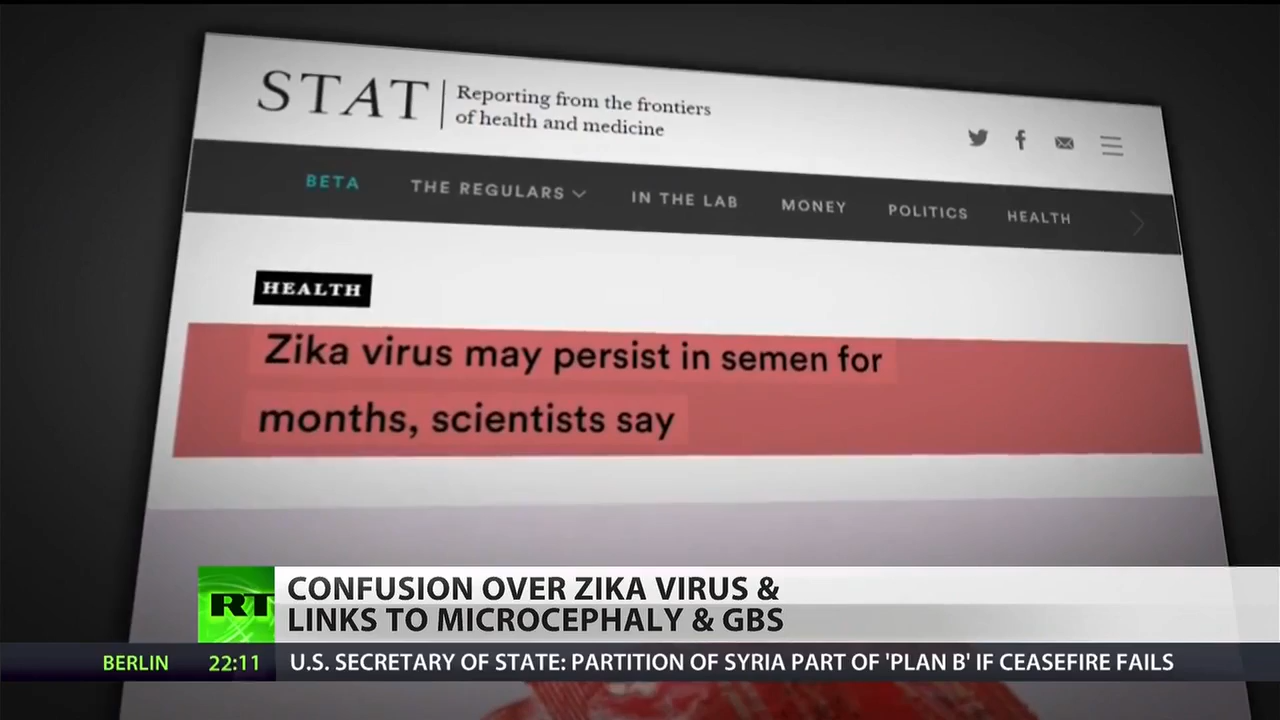 STAT
Reporting from the frontiers
of health and medicine
BETA THE REGULARS IN THE LAB MONEY POLITICS HEALTH
HEALTH
Zika virus may persist in semen for
months, scientists say
RT
CONFUSION OVER ZIKA VIRUS &
LINKS TO MICROCEPHALY & GBS
BERLIN 22:11 U.S. SECRETARY OF STATE: PARTITION OF SYRIA PART OF 'PLAN B' IF CEASEFIRE FAILS